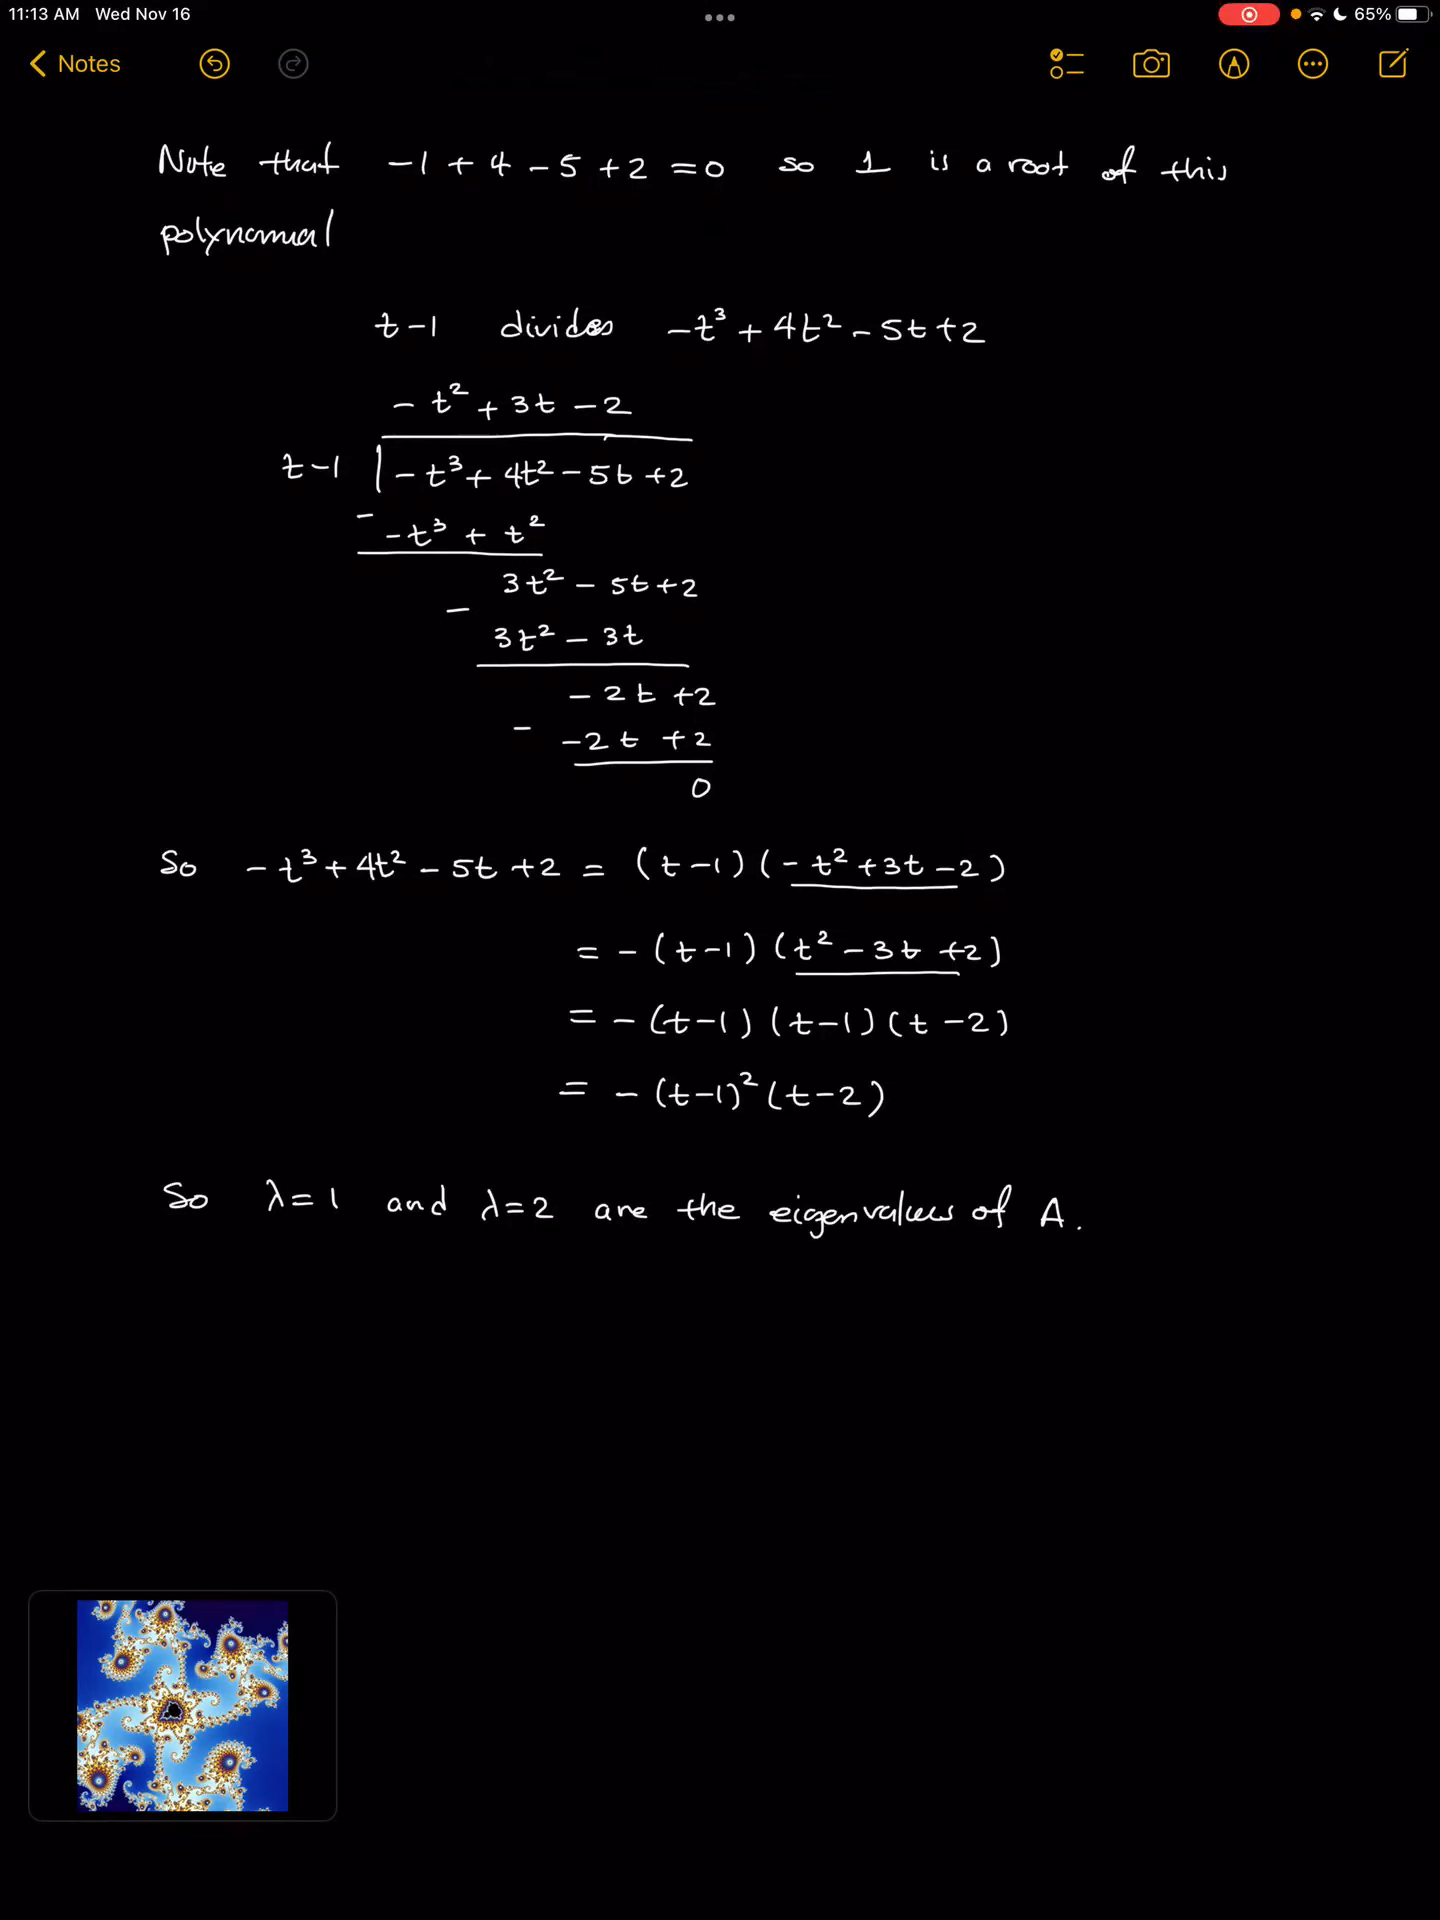 11:13 AM Wed Nov 16
65%
Notes
Note that -1 + 4 - 5 + 2 = 0 so 1 is a root of this
polynomial
t-1 divides -t³ + 4t² - 5t + 2
- t² + 3t - 2
t-1 | - t³ + 4t² - 5t + 2
- -t³ + t²
3t² - 5t + 2
-
3t² - 3t
- 2t + 2
- -2t + 2
0
So - t³ + 4t² - 5t + 2 = (t-1)(- t² + 3t - 2)
= - (t-1)(t² - 3t + 2)
= - (t-1)(t-1)(t-2)
= - (t-1)²(t-2)
So λ=1 and λ=2 are the eigenvalues of A.